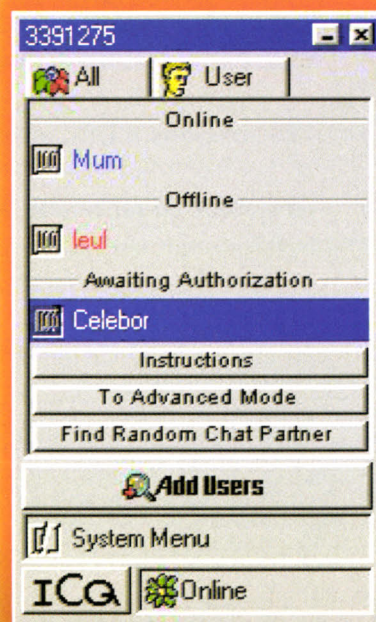 3391275
All User
Online
Mum
Offline
leuf
Awaiting Authorization
Celebor
Instructions
To Advanced Mode
Find Random Chat Partner
Add Users
System Menu
ICQ Online